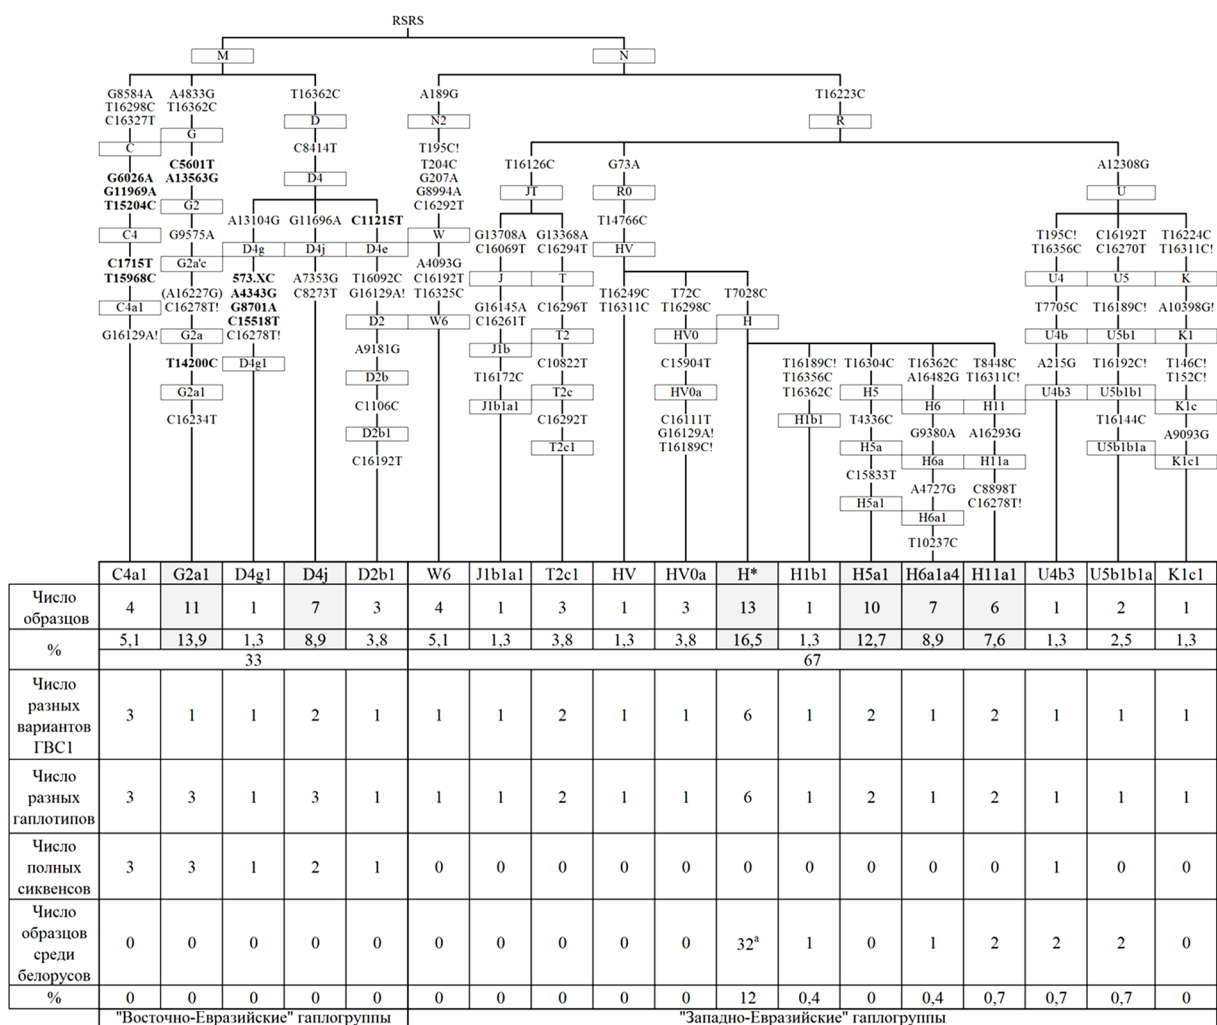 RSRS
M N
G8584A A4833G T16362C A189G T16223C
T16298C T16362C
C16327T
D N2 R
G
C C8414T T195C!
C5601T T204C T16126C G73A A12308G
G6026A A13563G D4 G207A
G11969A G8994A JT R0 U
T15204C G2 C16292T
A13104G G11696A C11215T T14766C T195C! C16192T T16224C
C4 G9575A W G13708A G13368A T16356C C16270T T16311C!
D4g D4j D4e C16069T C16294T HV
C1715T G2a'c A4093G
T15968C 573.XC A7353G T16092C C16192T J T U4 U5 K
(A16227G) A4343G C8273T G16129A! T16325C T16249C T72C T7028C
C4a1 C16278T! G8701A G16145A C16296T T16311C T16298C T7705C T16189C! A10398G!
C15518T D2 W6 C16261T H
G16129A! G2a C16278T! T2 HV0 U4b U5b1 K1
A9181G J1b
T14200C D4g1 C10822T C15904T T16189C! T16304C T16362C T8448C A215G T16192C! T146C!
D2b T16172C T16356C A16482G T16311C! T152C!
G2a1 T2c HV0a T16362C H5 U4b3 U5b1b1
C1106C J1b1a1 H6 H11 K1c
C16234T C16292T C16111T H1b1 T4336C T16144C
D2b1 G16129A! G9380A A16293G A9093G
T2c1 T16189C! H5a U5b1b1a
C16192T H6a H11a K1c1
C15833T
A4727G C8898T
H5a1 C16278T!
H6a1
T10237C
C4a1 G2a1 D4g1 D4j D2b1 W6 J1b1a1 T2c1 HV HV0a H* H1b1 H5a1 H6a1a4 H11a1 U4b3 U5b1b1a K1c1
Число
образцов 4 11 1 7 3 4 1 3 1 3 13 1 10 7 6 1 2 1
% 5,1 13,9 1,3 8,9 3,8 5,1 1,3 3,8 1,3 3,8 16,5 1,3 12,7 8,9 7,6 1,3 2,5 1,3
33 67
Число
разных
вариантов
ГВС1 3 1 1 2 1 1 1 2 1 1 6 1 2 1 2 1 1 1
Число
разных
гаплотипов 3 3 1 3 1 1 1 2 1 1 6 1 2 1 2 1 1 1
Число
полных
сиквенсов 3 3 1 2 1 0 0 0 0 0 0 0 0 0 0 1 0 0
Число
образцов
среди
белорусов 0 0 0 0 0 0 0 0 0 0 32ª 1 0 1 2 2 2 0
% 0 0 0 0 0 0 0 0 0 0 12 0,4 0 0,4 0,7 0,7 0,7 0
"Восточно-Евразийские" гаплогруппы "Западно-Евразийские" гаплогруппы